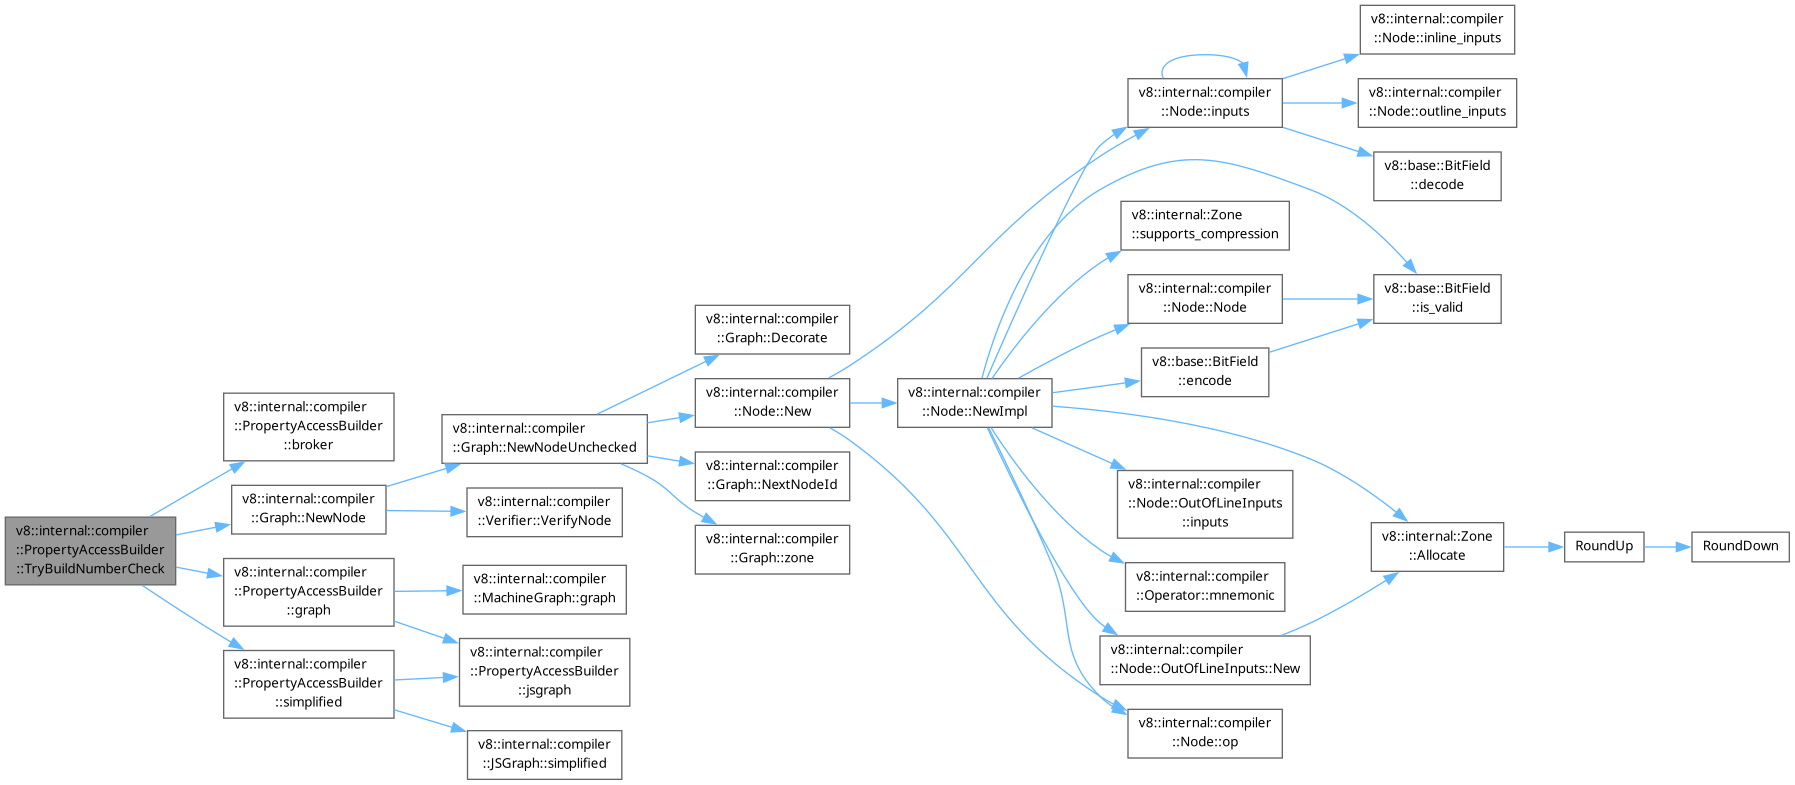 v8::internal::compiler
::PropertyAccessBuilder
::TryBuildNumberCheck
v8::internal::compiler
::PropertyAccessBuilder
::broker
v8::internal::compiler
::Graph::NewNode
v8::internal::compiler
::PropertyAccessBuilder
::graph
v8::internal::compiler
::PropertyAccessBuilder
::simplified
v8::internal::compiler
::Graph::NewNodeUnchecked
v8::internal::compiler
::Verifier::VerifyNode
v8::internal::compiler
::MachineGraph::graph
v8::internal::compiler
::PropertyAccessBuilder
::jsgraph
v8::internal::compiler
::JSGraph::simplified
v8::internal::compiler
::Graph::Decorate
v8::internal::compiler
::Node::New
v8::internal::compiler
::Graph::NextNodeId
v8::internal::compiler
::Graph::zone
v8::internal::compiler
::Node::NewImpl
v8::internal::compiler
::Node::inputs
v8::internal::Zone
::supports_compression
v8::internal::compiler
::Node::Node
v8::base::BitField
::encode
v8::internal::compiler
::Node::OutOfLineInputs
::inputs
v8::internal::compiler
::Operator::mnemonic
v8::internal::compiler
::Node::OutOfLineInputs::New
v8::internal::compiler
::Node::op
v8::internal::compiler
::Node::inline_inputs
v8::internal::compiler
::Node::outline_inputs
v8::base::BitField
::decode
v8::base::BitField
::is_valid
v8::internal::Zone
::Allocate
RoundUp
RoundDown